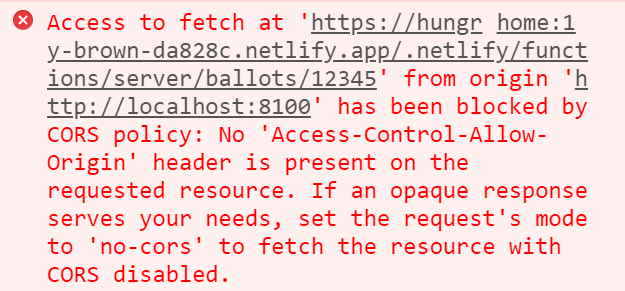 Access to fetch at 'https://hungr home:1
y-brown-da828c.netlify.app/.netlify/funct
ions/server/ballots/12345' from origin 'h
ttp://localhost:8100' has been blocked by
CORS policy: No 'Access-Control-Allow-
Origin' header is present on the
requested resource. If an opaque response
serves your needs, set the request's mode
to 'no-cors' to fetch the resource with
CORS disabled.